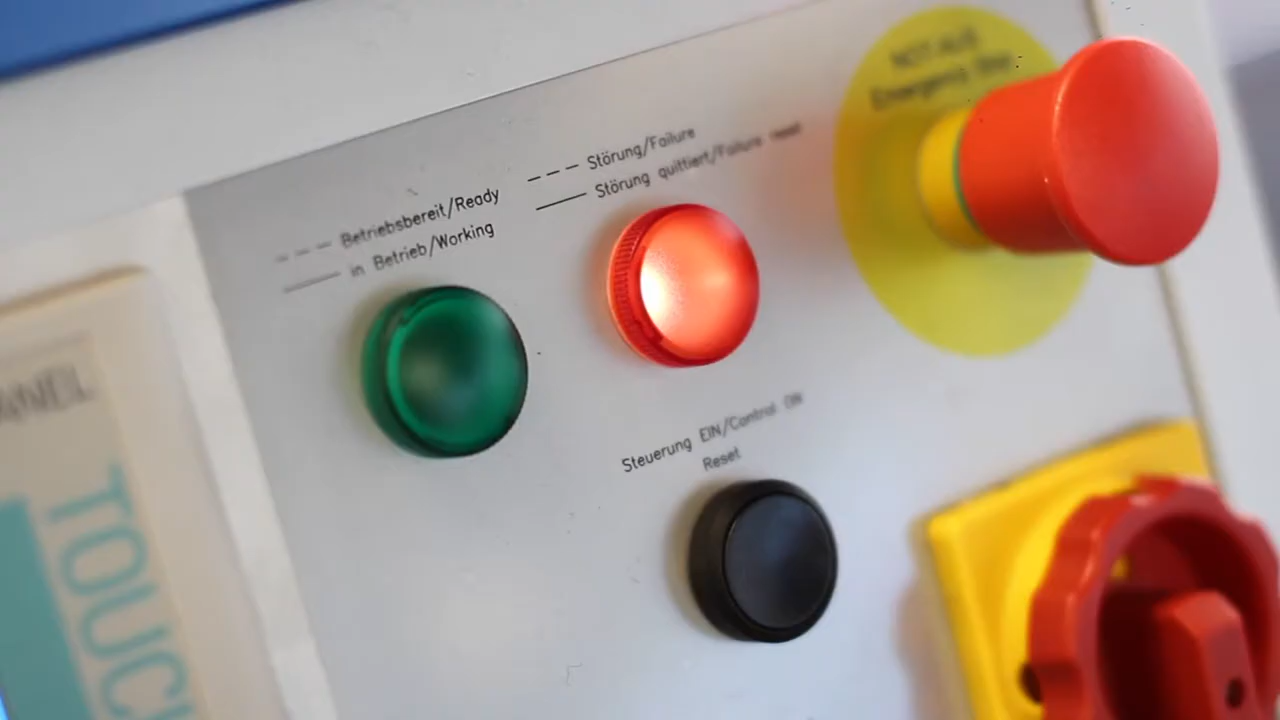 NOT-AUS
Emergency Stop
--- Störung/Failure
— Störung quittiert/Failure reset
--- Betriebsbereit/Ready
— in Betrieb/Working
Steuerung EIN/Control ON
Reset
TOUCH